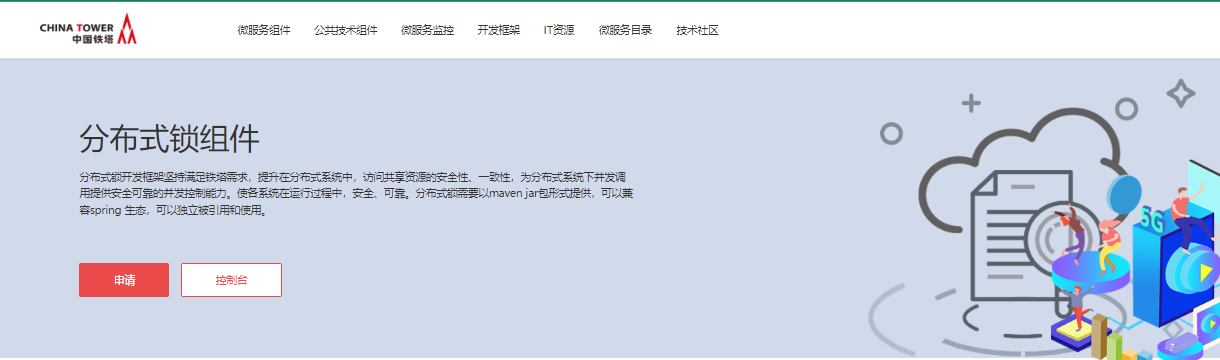 CHINA TOWER
中国铁塔
微服务组件 公共技术组件 微服务监控 开发框架 IT资源 微服务目录 技术社区
分布式锁组件
分布式锁开发框架坚持满足铁塔需求，提升在分布式系统中，访问共享资源的安全性、一致性，为分布式系统下并发调
用提供安全可靠的并发控制能力。使各系统在运行过程中，安全、可靠。分布式锁需要以maven jar包形式提供，可以兼
容spring 生态，可以独立被引用和使用。
申请 控制台
5G